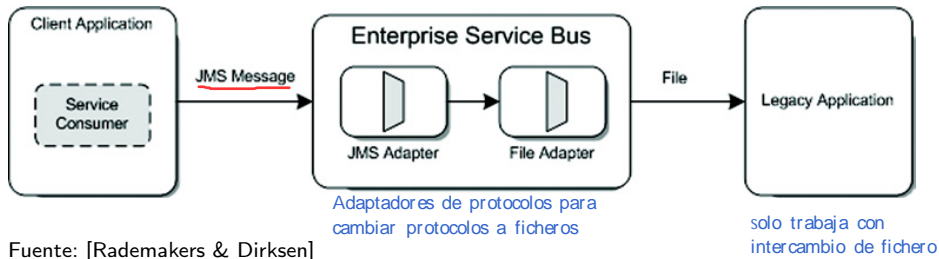 Client Application
Service
Consumer
JMS Message
Enterprise Service Bus
JMS Adapter
File Adapter
File
Legacy Application
Adaptadores de protocolos para
cambiar protocolos a ficheros
solo trabaja con
intercambio de fichero
Fuente: [Rademakers & Dirksen]